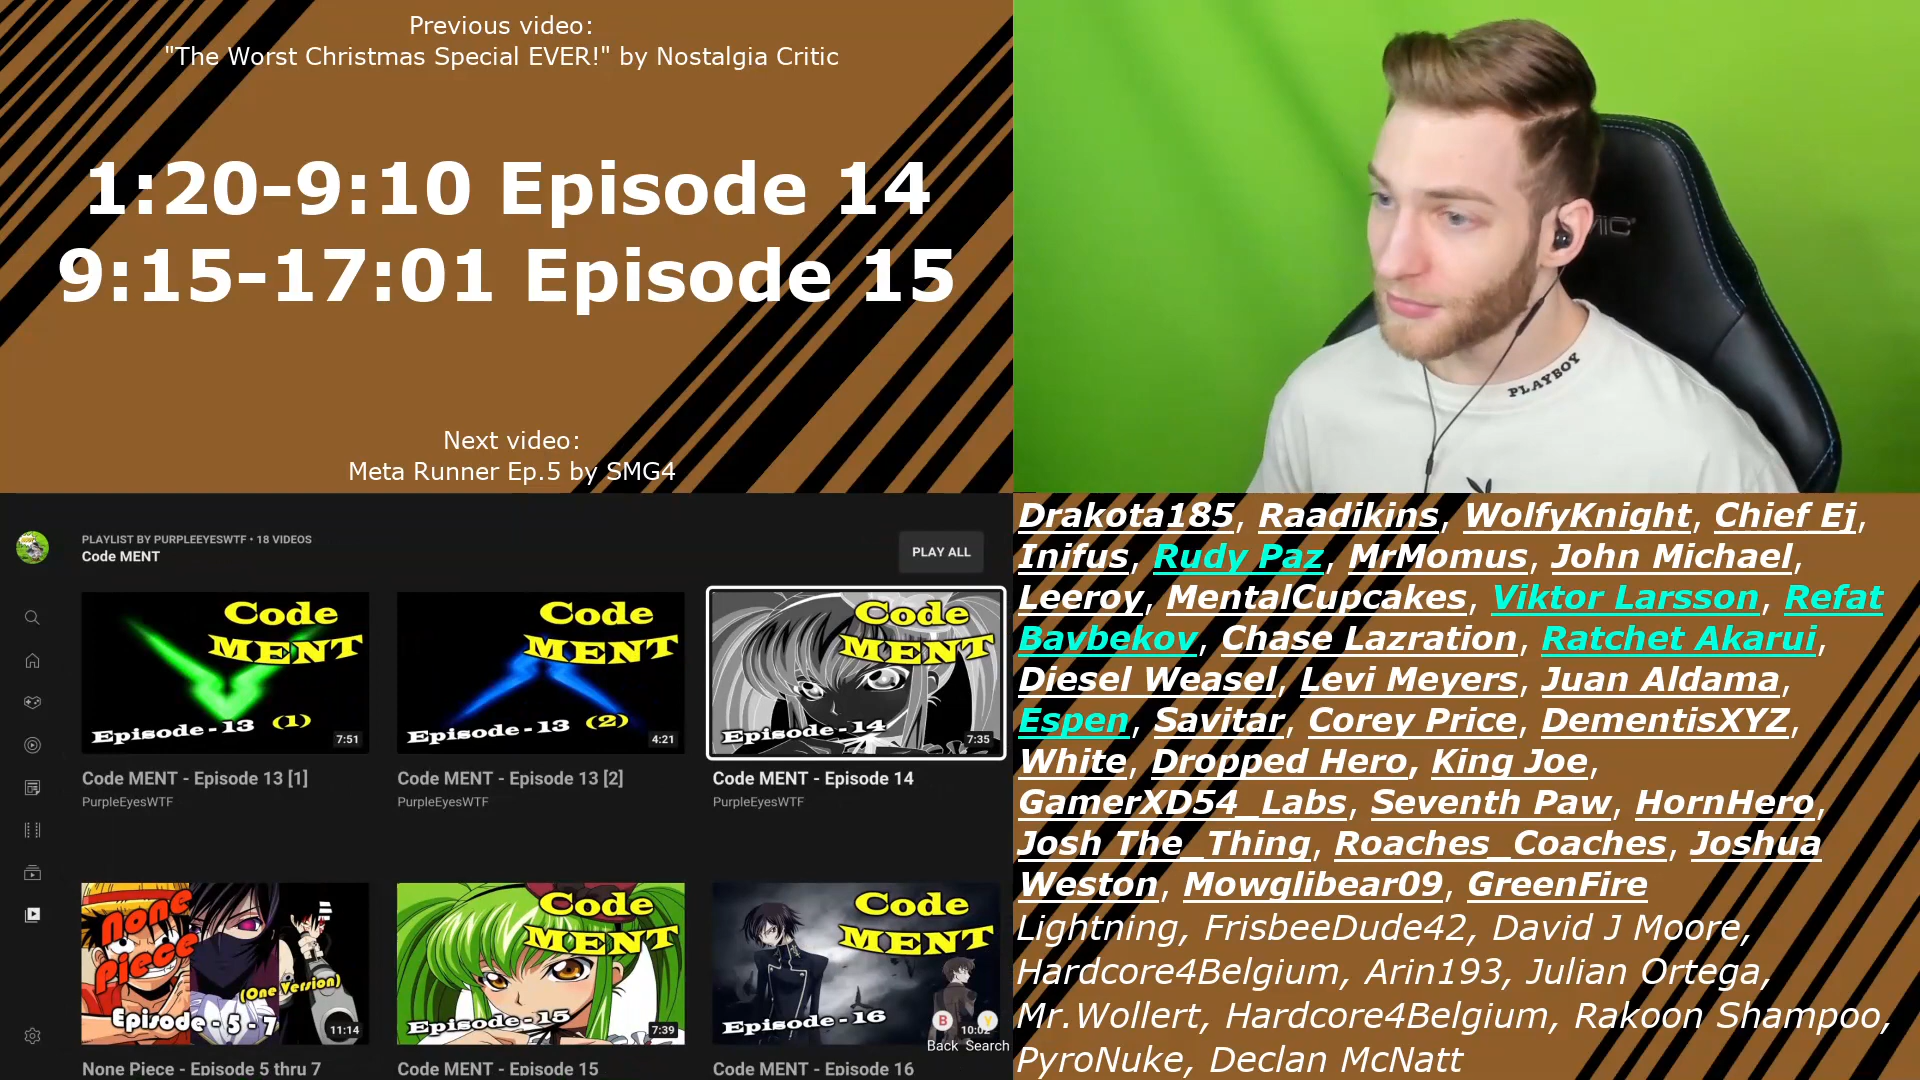 Previous video:
"The Worst Christmas Special EVER!" by Nostalgia Critic
1:20-9:10 Episode 14
9:15-17:01 Episode 15
Next video:
Meta Runner Ep.5 by SMG4
PLAYBOY
PLAYLIST BY PURPLEEYESWTF • 18 VIDEOS
Code MENT
PLAY ALL
Code
MENT
Episode-13 (1)
7:51
Code
MENT
Episode-13 (2)
4:21
Code
MENT
Episode-14
7:35
Code MENT - Episode 13 [1]
PurpleEyesWTF
Code MENT - Episode 13 [2]
PurpleEyesWTF
Code MENT - Episode 14
PurpleEyesWTF
None
Piece
(One Version)
Episode-5-7
11:14
Code
MENT
Episode-15
7:39
Code
MENT
Episode-16
B
Y
10:02
Back Search
None Piece - Episode 5 thru 7
Code MENT - Episode 15
Code MENT - Episode 16
Drakota185, Raadikins, WolfyKnight, Chief Ej,
Inifus, Rudy Paz, MrMomus, John Michael,
Leeroy, MentalCupcakes, Viktor Larsson, Refat
Bavbekov, Chase Lazration, Ratchet Akarui,
Diesel Weasel, Levi Meyers, Juan Aldama,
Espen, Savitar, Corey Price, DementisXYZ,
White, Dropped Hero, King Joe,
GamerXD54_Labs, Seventh Paw, HornHero,
Josh The_Thing, Roaches_Coaches, Joshua
Weston, Mowglibear09, GreenFire
Lightning, FrisbeeDude42, David J Moore,
Hardcore4Belgium, Arin193, Julian Ortega,
Mr.Wollert, Hardcore4Belgium, Rakoon Shampoo,
PyroNuke, Declan McNatt